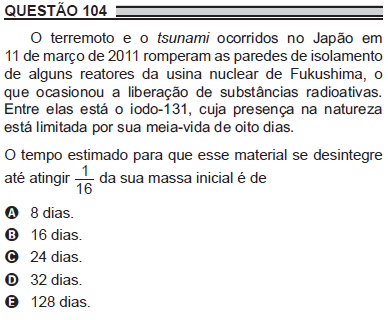 QUESTÃO 104
O terremoto e o tsunami ocorridos no Japão em
11 de março de 2011 romperam as paredes de isolamento
de alguns reatores da usina nuclear de Fukushima, o
que ocasionou a liberação de substâncias radioativas.
Entre elas está o iodo-131, cuja presença na natureza
está limitada por sua meia-vida de oito dias.
O tempo estimado para que esse material se desintegre
até atingir 1/16 da sua massa inicial é de
A 8 dias.
B 16 dias.
C 24 dias.
D 32 dias.
E 128 dias.